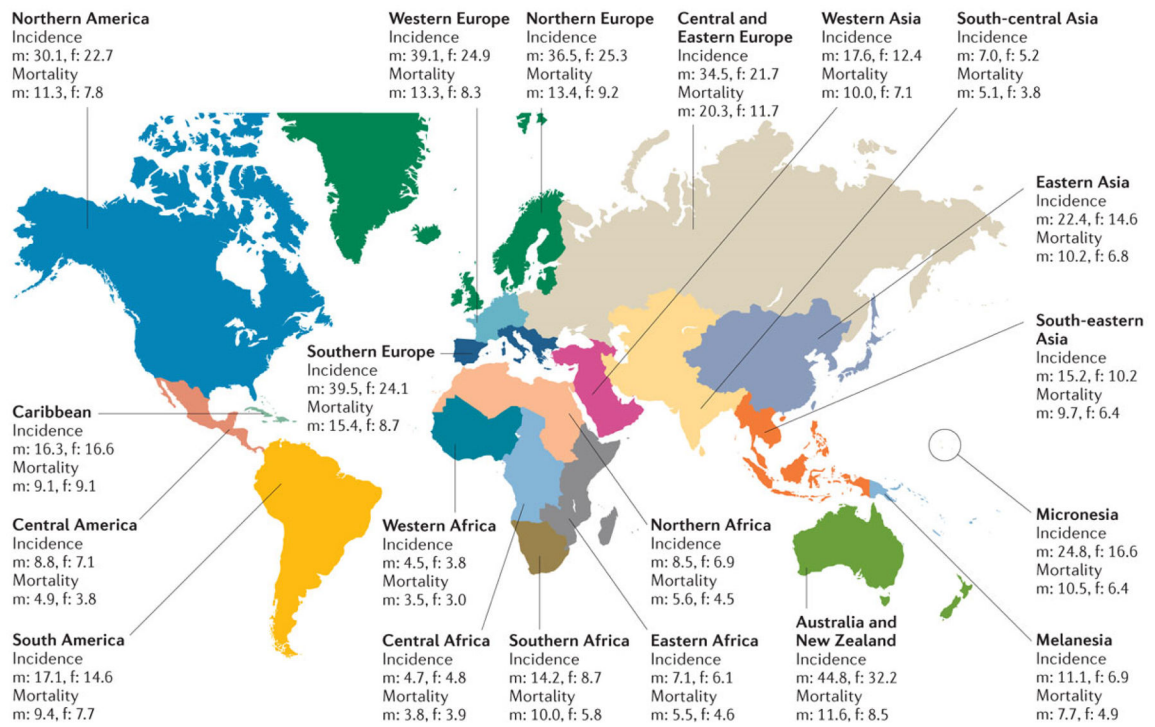 Northern America
Incidence
m: 30.1, f: 22.7
Mortality
m: 11.3, f: 7.8
Western Europe
Incidence
m: 39.1, f: 24.9
Mortality
m: 13.3, f: 8.3
Northern Europe
Incidence
m: 36.5, f: 25.3
Mortality
m: 13.4, f: 9.2
Central and
Eastern Europe
Incidence
m: 34.5, f: 21.7
Mortality
m: 20.3, f: 11.7
Western Asia
Incidence
m: 17.6, f: 12.4
Mortality
m: 10.0, f: 7.1
South-central Asia
Incidence
m: 7.0, f: 5.2
Mortality
m: 5.1, f: 3.8
Eastern Asia
Incidence
m: 22.4, f: 14.6
Mortality
m: 10.2, f: 6.8
South-eastern
Asia
Incidence
m: 15.2, f: 10.2
Mortality
m: 9.7, f: 6.4
Southern Europe
Incidence
m: 39.5, f: 24.1
Mortality
m: 15.4, f: 8.7
Caribbean
Incidence
m: 16.3, f: 16.6
Mortality
m: 9.1, f: 9.1
Central America
Incidence
m: 8.8, f: 7.1
Mortality
m: 4.9, f: 3.8
South America
Incidence
m: 17.1, f: 14.6
Mortality
m: 9.4, f: 7.7
Western Africa
Incidence
m: 4.5, f: 3.8
Mortality
m: 3.5, f: 3.0
Northern Africa
Incidence
m: 8.5, f: 6.9
Mortality
m: 5.6, f: 4.5
Central Africa
Incidence
m: 4.7, f: 4.8
Mortality
m: 3.8, f: 3.9
Southern Africa
Incidence
m: 14.2, f: 8.7
Mortality
m: 10.0, f: 5.8
Eastern Africa
Incidence
m: 7.1, f: 6.1
Mortality
m: 5.5, f: 4.6
Australia and
New Zealand
Incidence
m: 44.8, f: 32.2
Mortality
m: 11.6, f: 8.5
Micronesia
Incidence
m: 24.8, f: 16.6
Mortality
m: 10.5, f: 6.4
Melanesia
Incidence
m: 11.1, f: 6.9
Mortality
m: 7.7, f: 4.9